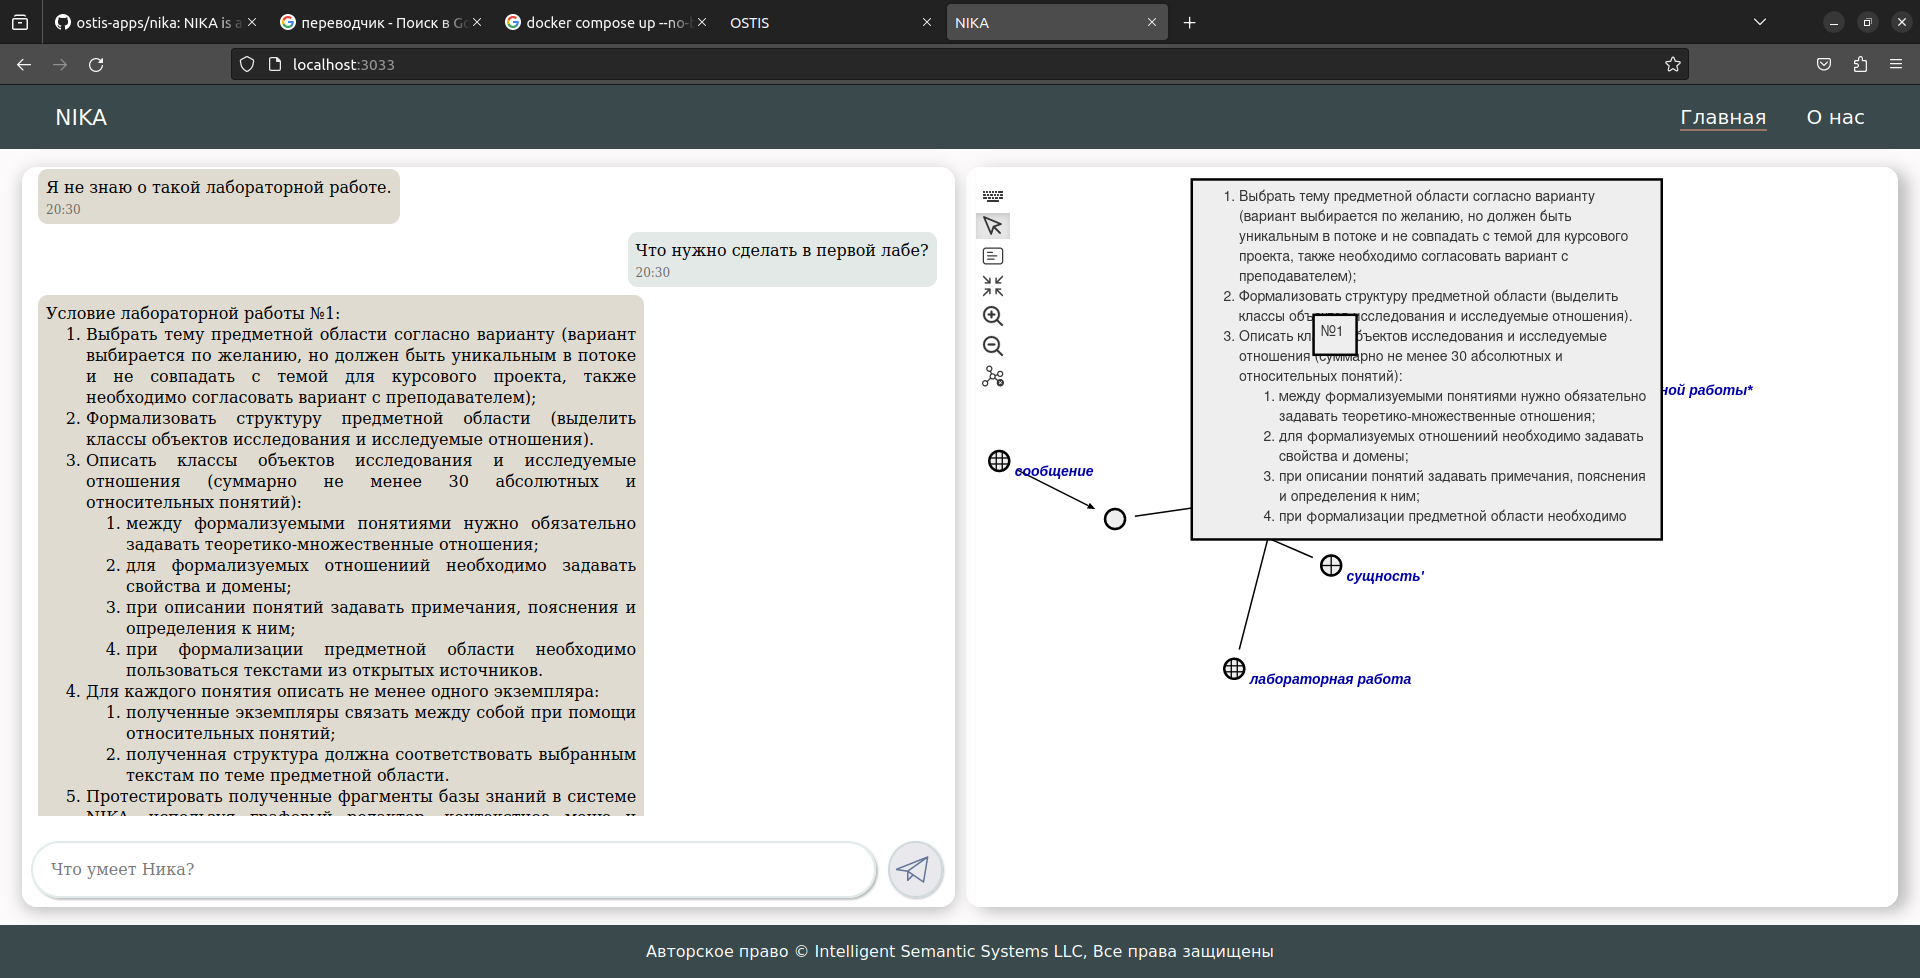 ostis-apps/nika: NIKA is a
переводчик - Поиск в Go
docker compose up --no-b
OSTIS
NIKA
localhost:3033
NIKA
Главная
О нас
Я не знаю о такой лабораторной работе.
20:30
Что нужно сделать в первой лабе?
20:30
Условие лабораторной работы №1:
1. Выбрать тему предметной области согласно варианту (вариант
выбирается по желанию, но должен быть уникальным в потоке
и не совпадать с темой для курсового проекта, также
необходимо согласовать вариант с преподавателем);
2. Формализовать структуру предметной области (выделить
классы объектов исследования и исследуемые отношения).
3. Описать классы объектов исследования и исследуемые
отношения (суммарно не менее 30 абсолютных и
относительных понятий):
1. между формализуемыми понятиями нужно обязательно
задавать теоретико-множественные отношения;
2. для формализуемых отношениий необходимо задавать
свойства и домены;
3. при описании понятий задавать примечания, пояснения и
определения к ним;
4. при формализации предметной области необходимо
пользоваться текстами из открытых источников.
4. Для каждого понятия описать не менее одного экземпляра:
1. полученные экземпляры связать между собой при помощи
относительных понятий;
2. полученная структура должна соответствовать выбранным
текстам по теме предметной области.
5. Протестировать полученные фрагменты базы знаний в системе
NIKA, используя графовый редактор, контекстное меню и
Что умеет Ника?
1. Выбрать тему предметной области согласно варианту
(вариант выбирается по желанию, но должен быть
уникальным в потоке и не совпадать с темой для курсового
проекта, также необходимо согласовать вариант с
преподавателем);
2. Формализовать структуру предметной области (выделить
классы объ исследования и исследуемые отношения).
№1
3. Описать кл бъектов исследования и исследуемые
отношения (суммарно не менее 30 абсолютных и
относительных понятий):
1. между формализуемыми понятиями нужно обязательно
задавать теоретико-множественные отношения;
2. для формализуемых отношениий необходимо задавать
свойства и домены;
3. при описании понятий задавать примечания, пояснения
и определения к ним;
4. при формализации предметной области необходимо
ной работы*
сообщение
сущность'
лабораторная работа
Авторское право © Intelligent Semantic Systems LLC, Все права защищены